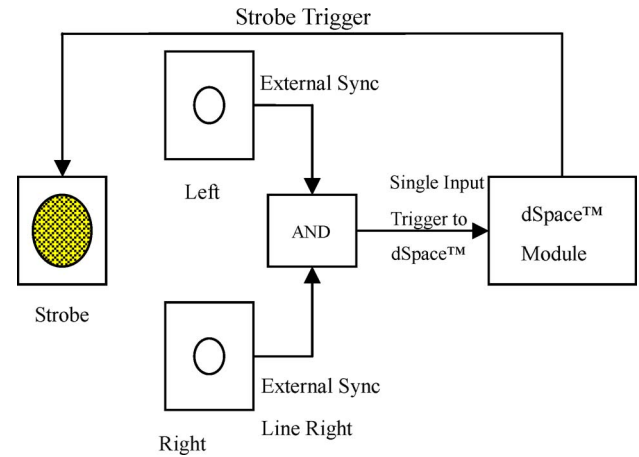 Strobe Trigger
External Sync
Left
Single Input
Trigger to
dSpace™
AND
dSpace™
Module
Strobe
External Sync
Line Right
Right